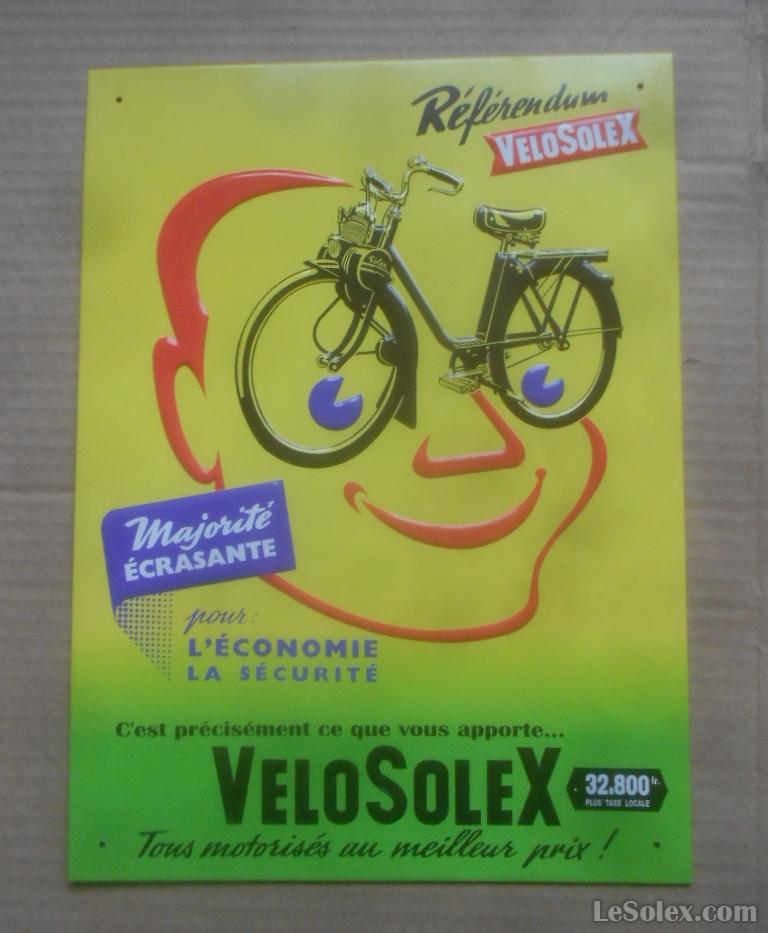 Référendum
VELOSOLEX
Solex
Majorité
ÉCRASANTE
pour:
L'ÉCONOMIE
LA SÉCURITÉ
C'est précisément ce que vous apporte...
VELOSOLEX
32.800 fr.
PLUS TAXE LOCALE
Tous motorisés au meilleur prix !
LeSolex.com